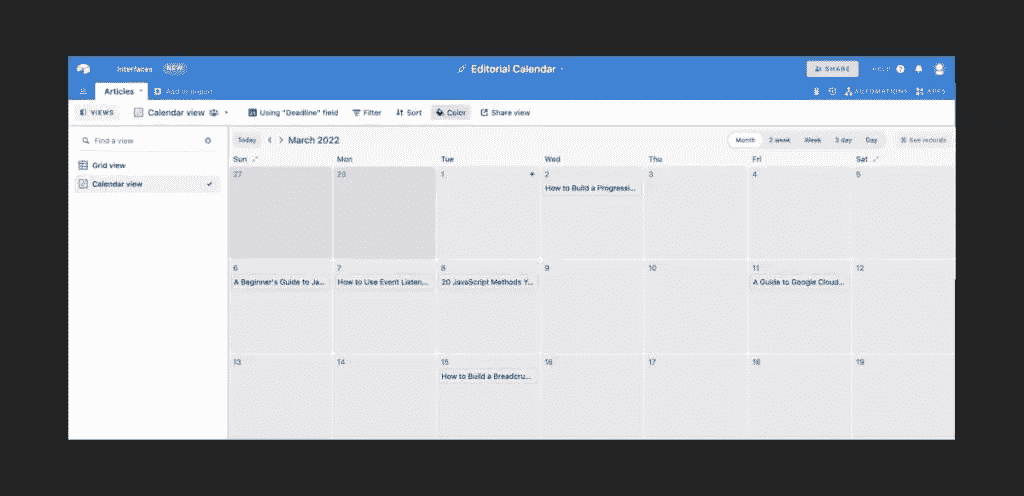 Interfaces NEW Editorial Calendar SHARE HELP
Articles Add or import AUTOMATIONS APPS
VIEWS Calendar view Using "Deadline" field Filter Sort Color Share view
Find a view Today March 2022 Month 2 week Week 3 day Day See records
Sun Mon Tue Wed Thu Fri Sat
Grid view
Calendar view
27 28 1 2 3 4 5
How to Build a Progressi...
6 7 8 9 10 11 12
A Beginner's Guide to Ja... How to Use Event Listen... 20 JavaScript Methods Y... A Guide to Google Cloud...
13 14 15 16 17 18 19
How to Build a Breadcru...